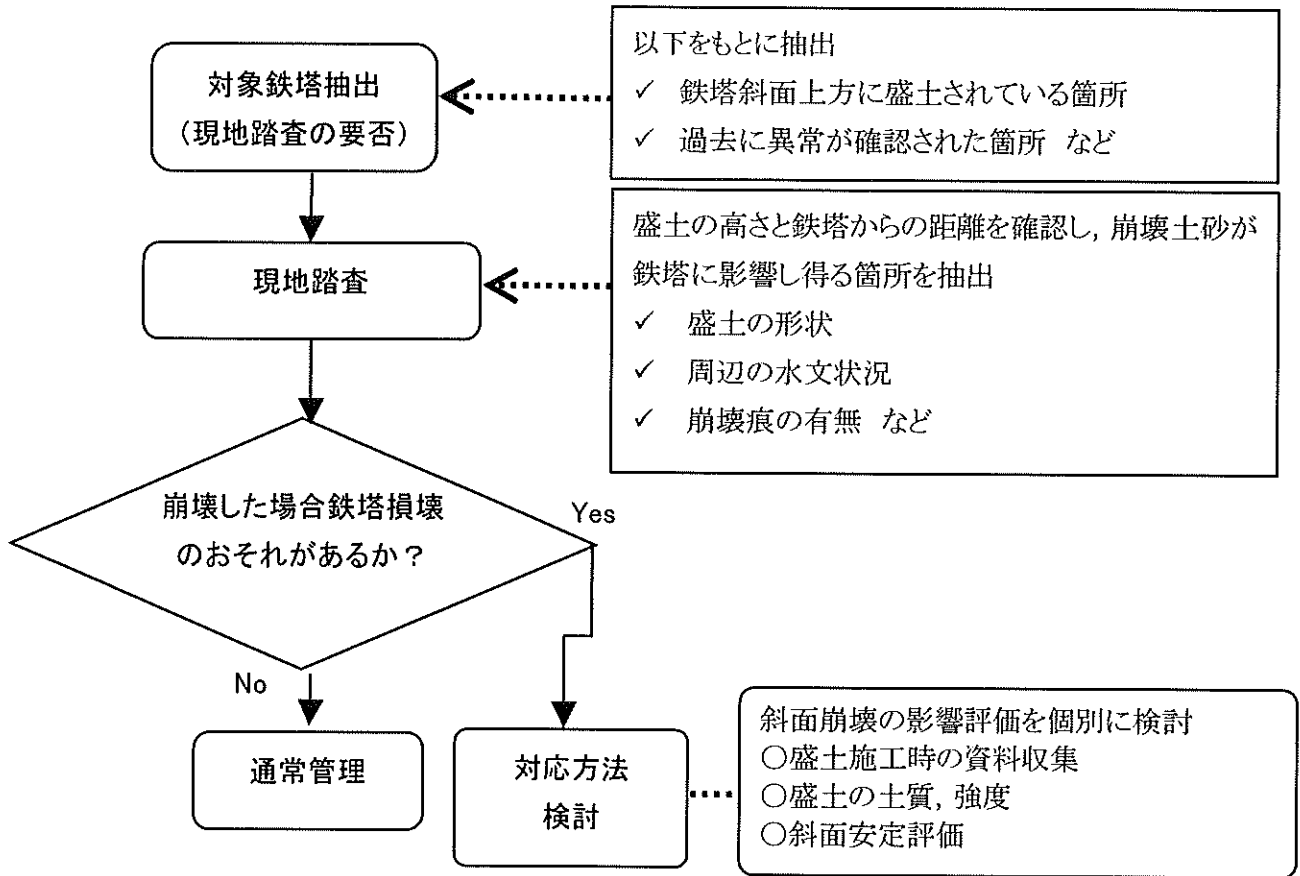 対象鉄塔抽出
（現地踏査の要否）
以下をもとに抽出
✓ 鉄塔斜面上方に盛土されている箇所
✓ 過去に異常が確認された箇所 など
現地踏査
盛土の高さと鉄塔からの距離を確認し, 崩壊土砂が
鉄塔に影響し得る箇所を抽出
✓ 盛土の形状
✓ 周辺の水文状況
✓ 崩壊痕の有無 など
崩壊した場合鉄塔損壊
のおそれがあるか？
Yes
No
通常管理
対応方法
検討
斜面崩壊の影響評価を個別に検討
○盛土施工時の資料収集
○盛土の土質, 強度
○斜面安定評価